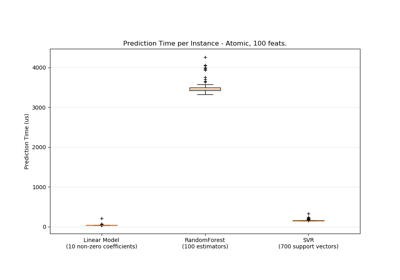 Prediction Time per Instance - Atomic, 100 feats.
Prediction Time (us)
4000
3000
2000
1000
0
Linear Model
(10 non-zero coefficients)
RandomForest
(100 estimators)
SVR
(700 support vectors)